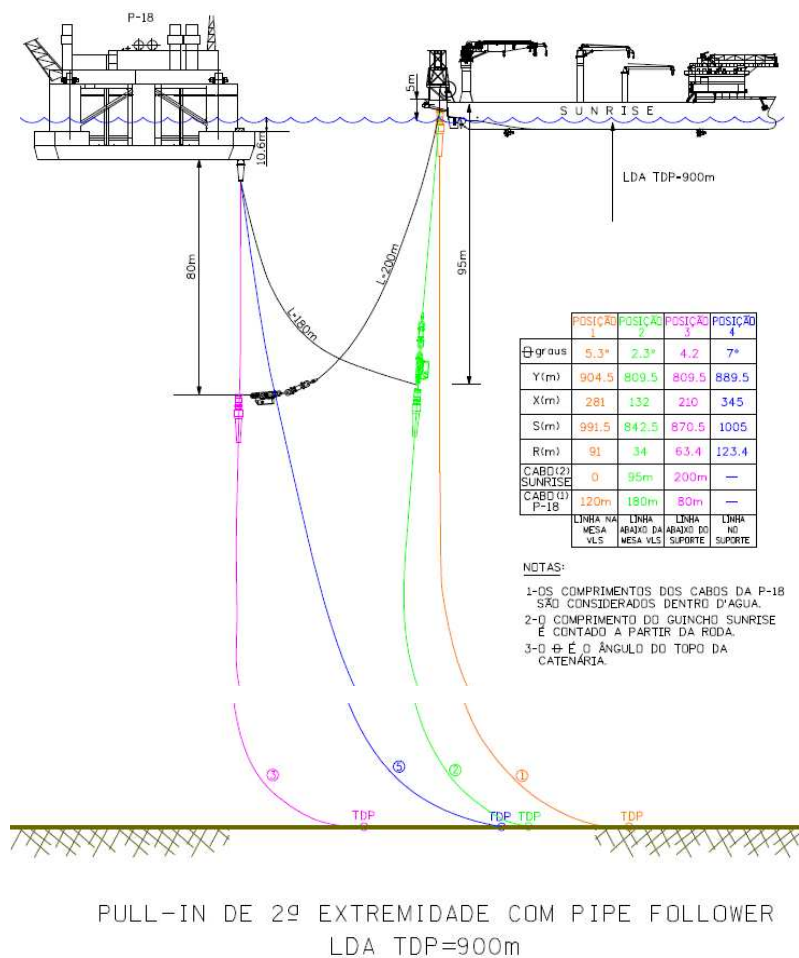 P-18
5m
SUNRISE
10.6m
LDA TDP=900m
80m
L-200m
95m
L-180m
POSIÇÃO 1 POSIÇÃO 2 POSIÇÃO 3 POSIÇÃO 4
θ graus 5.3° 2.3° 4.2 7°
Y(m) 904.5 809.5 809.5 889.5
X(m) 281 132 210 345
S(m) 991.5 842.5 870.5 1005
R(m) 91 34 63.4 123.4
CABO(2) SUNRISE 0 95m 200m —
CABO(1) P-18 120m 180m 80m —
LINHA NA MESA VLS LINHA ABAIXO DA MESA VLS LINHA ABAIXO DO SUPORTE LINHA NO SUPORTE
NOTAS:
1-OS COMPRIMENTOS DOS CABOS DA P-18
SÃO CONSIDERADOS DENTRO D'AGUA.
2-O COMPRIMENTO DO GUINCHO SUNRISE
É CONTADO A PARTIR DA RODA.
3-O θ É O ÂNGULO DO TOPO DA
CATENÁRIA.
3 5 2 1
TDP TDP TDP TDP
PULL-IN DE 2ª EXTREMIDADE COM PIPE FOLLOWER
LDA TDP=900m